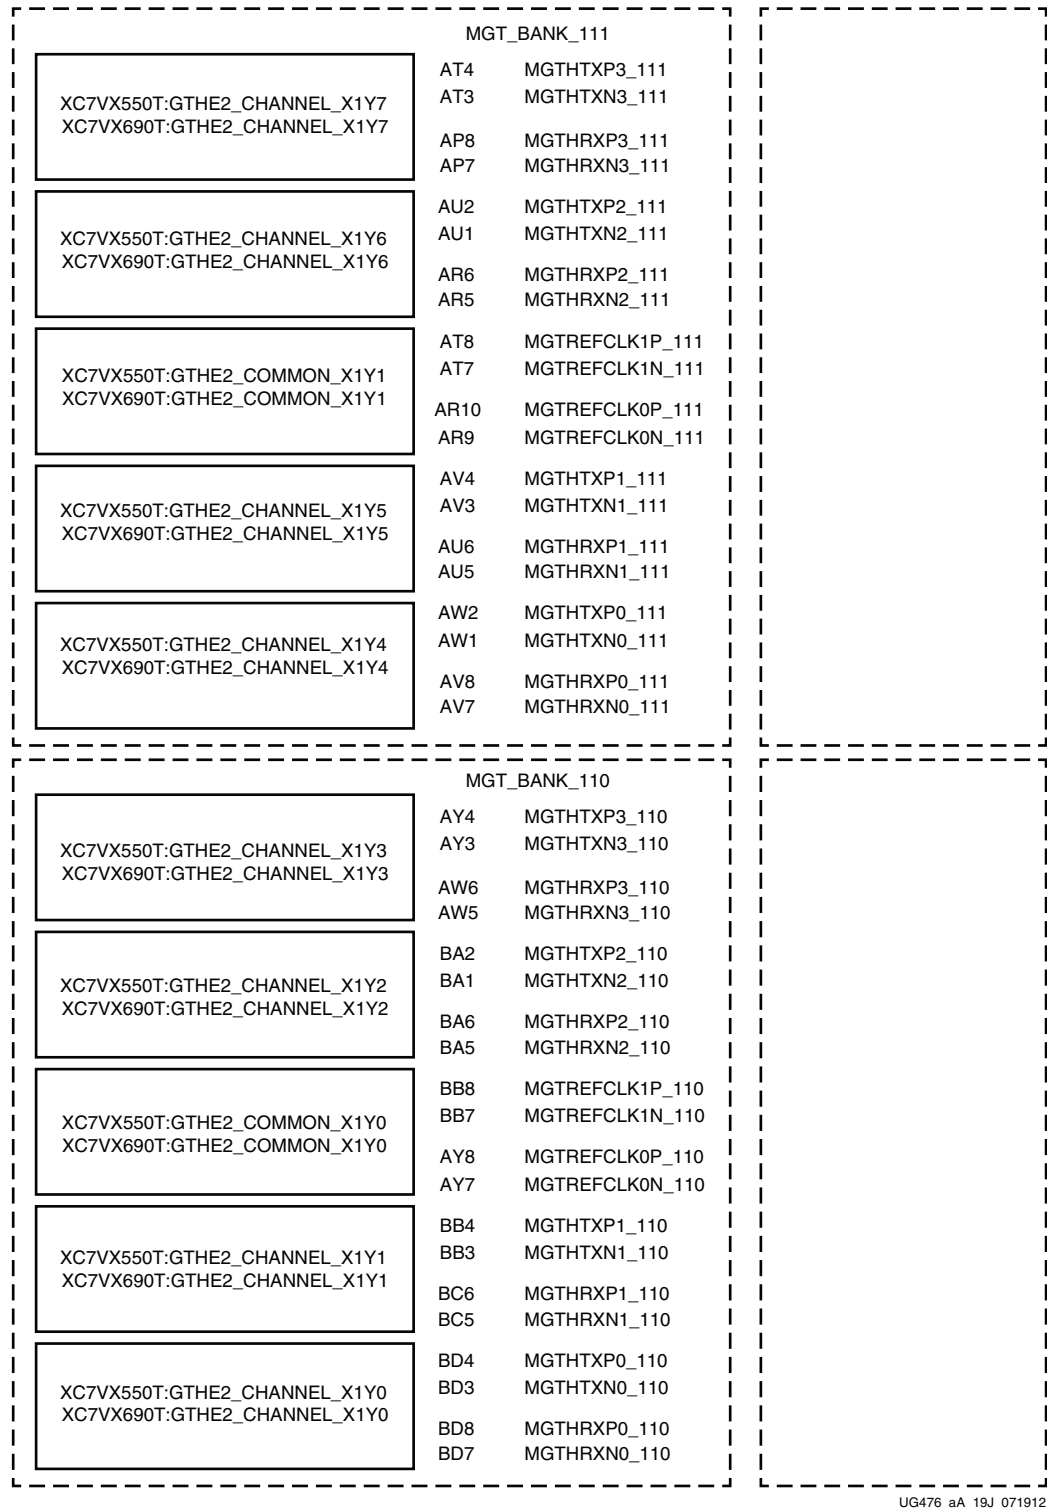 MGT_BANK_111
XC7VX550T:GTHE2_CHANNEL_X1Y7
XC7VX690T:GTHE2_CHANNEL_X1Y7
AT4 MGTHTXP3_111
AT3 MGTHTXN3_111
AP8 MGTHRXP3_111
AP7 MGTHRXN3_111
XC7VX550T:GTHE2_CHANNEL_X1Y6
XC7VX690T:GTHE2_CHANNEL_X1Y6
AU2 MGTHTXP2_111
AU1 MGTHTXN2_111
AR6 MGTHRXP2_111
AR5 MGTHRXN2_111
XC7VX550T:GTHE2_COMMON_X1Y1
XC7VX690T:GTHE2_COMMON_X1Y1
AT8 MGTREFCLK1P_111
AT7 MGTREFCLK1N_111
AR10 MGTREFCLK0P_111
AR9 MGTREFCLK0N_111
XC7VX550T:GTHE2_CHANNEL_X1Y5
XC7VX690T:GTHE2_CHANNEL_X1Y5
AV4 MGTHTXP1_111
AV3 MGTHTXN1_111
AU6 MGTHRXP1_111
AU5 MGTHRXN1_111
XC7VX550T:GTHE2_CHANNEL_X1Y4
XC7VX690T:GTHE2_CHANNEL_X1Y4
AW2 MGTHTXP0_111
AW1 MGTHTXN0_111
AV8 MGTHRXP0_111
AV7 MGTHRXN0_111
MGT_BANK_110
XC7VX550T:GTHE2_CHANNEL_X1Y3
XC7VX690T:GTHE2_CHANNEL_X1Y3
AY4 MGTHTXP3_110
AY3 MGTHTXN3_110
AW6 MGTHRXP3_110
AW5 MGTHRXN3_110
XC7VX550T:GTHE2_CHANNEL_X1Y2
XC7VX690T:GTHE2_CHANNEL_X1Y2
BA2 MGTHTXP2_110
BA1 MGTHTXN2_110
BA6 MGTHRXP2_110
BA5 MGTHRXN2_110
XC7VX550T:GTHE2_COMMON_X1Y0
XC7VX690T:GTHE2_COMMON_X1Y0
BB8 MGTREFCLK1P_110
BB7 MGTREFCLK1N_110
AY8 MGTREFCLK0P_110
AY7 MGTREFCLK0N_110
XC7VX550T:GTHE2_CHANNEL_X1Y1
XC7VX690T:GTHE2_CHANNEL_X1Y1
BB4 MGTHTXP1_110
BB3 MGTHTXN1_110
BC6 MGTHRXP1_110
BC5 MGTHRXN1_110
XC7VX550T:GTHE2_CHANNEL_X1Y0
XC7VX690T:GTHE2_CHANNEL_X1Y0
BD4 MGTHTXP0_110
BD3 MGTHTXN0_110
BD8 MGTHRXP0_110
BD7 MGTHRXN0_110
UG476_aA_19J_071912